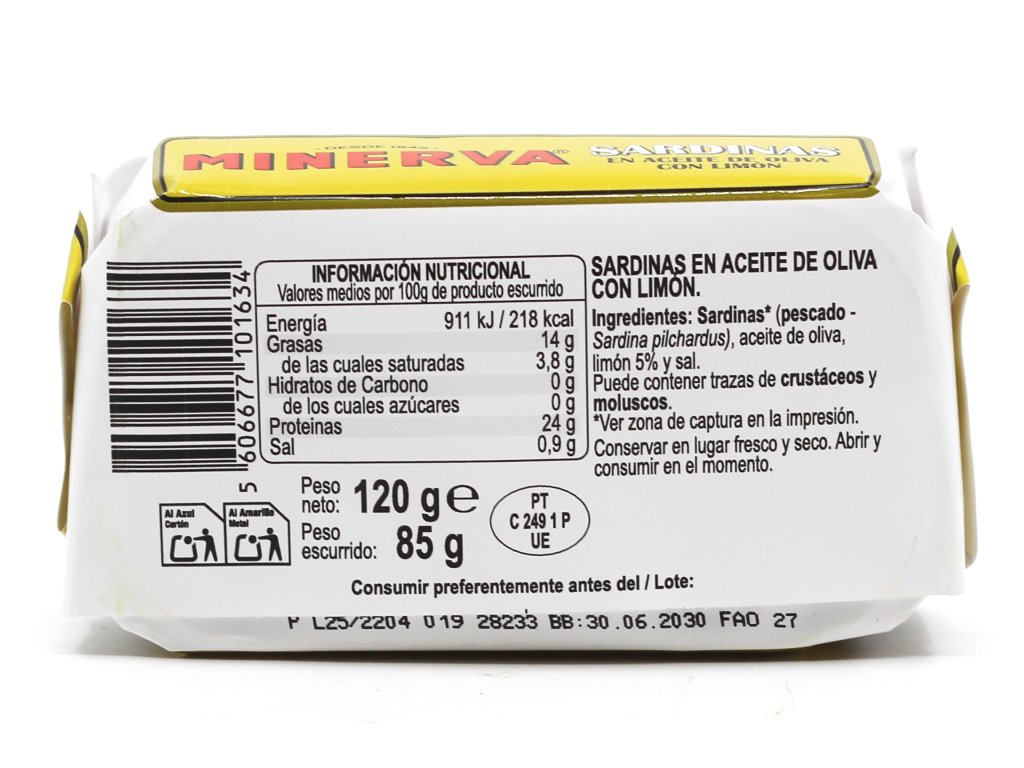 · DESDE 1942 ·
MINERVA®
SARDINAS
EN ACEITE DE OLIVA
CON LIMÓN
5 606677 101634
INFORMACIÓN NUTRICIONAL
Valores medios por 100g de producto escurrido
Energía 911 kJ / 218 kcal
Grasas 14 g
de las cuales saturadas 3,8 g
Hidratos de Carbono 0 g
de los cuales azúcares 0 g
Proteinas 24 g
Sal 0,9 g
SARDINAS EN ACEITE DE OLIVA
CON LIMÓN.
Ingredientes: Sardinas* (pescado -
Sardina pilchardus), aceite de oliva,
limón 5% y sal.
Puede contener trazas de crustáceos y
moluscos.
*Ver zona de captura en la impresión.
Conservar en lugar fresco y seco. Abrir y
consumir en el momento.
Al Azul
Cartón
Al Amarillo
Metal
Peso
neto: 120 g e
Peso
escurrido: 85 g
PT
C 249 1 P
UE
Consumir preferentemente antes del / Lote:
P L25/2204 019 28233 BB:30.06.2030 FAO 27